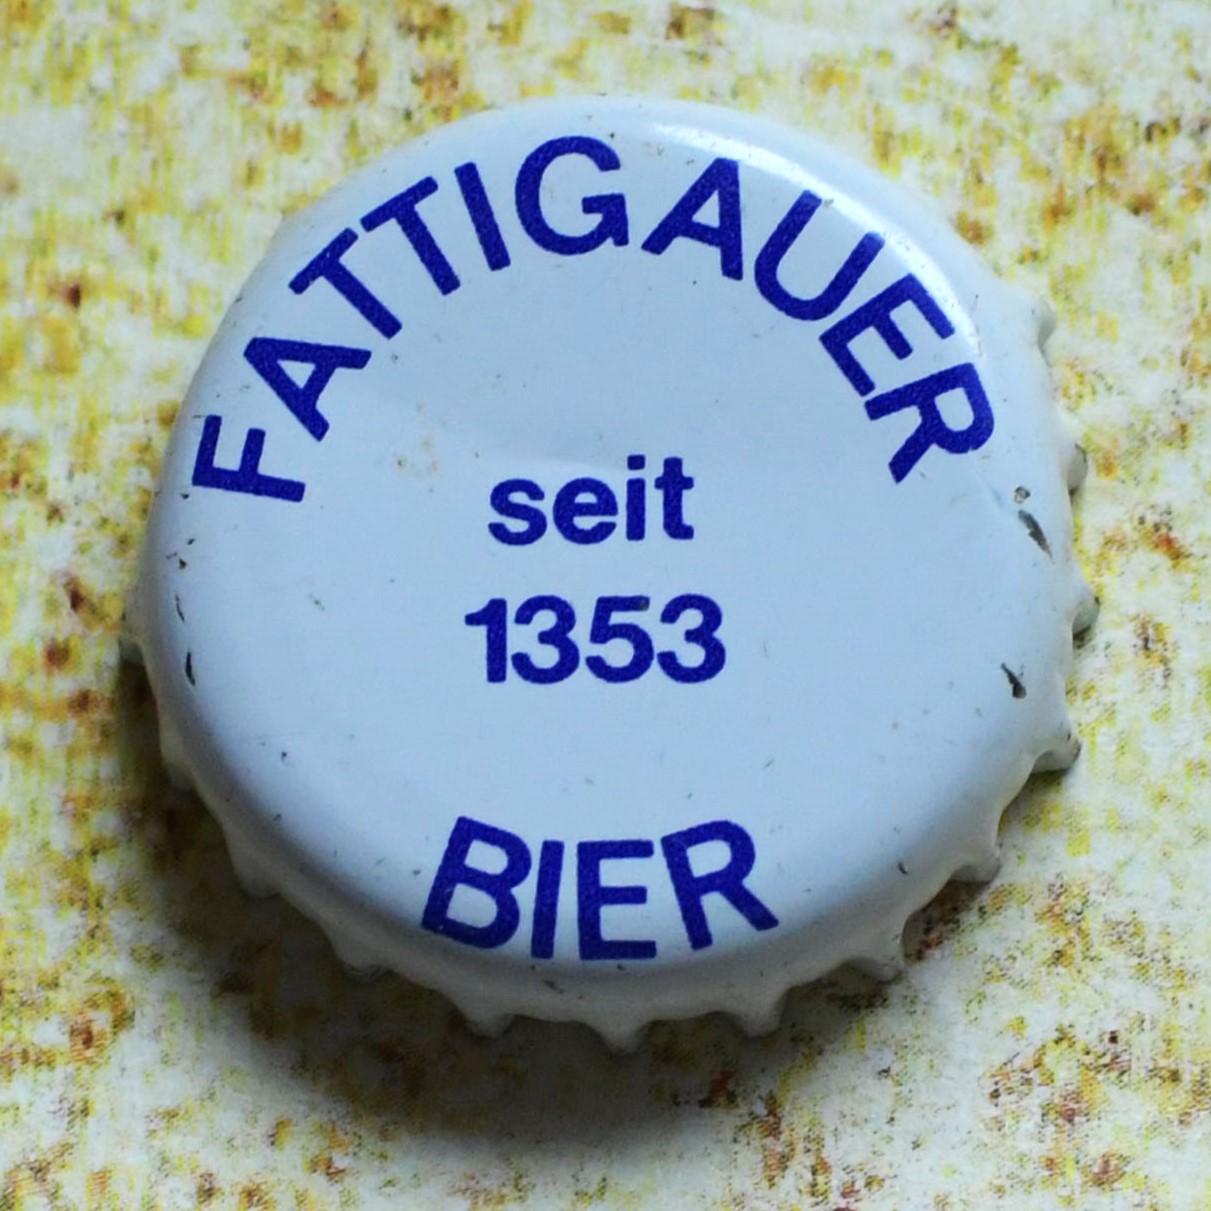 FATTIGAUER
seit
1353
BIER